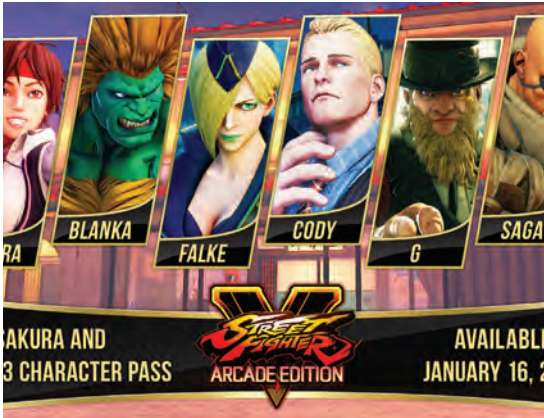 RA
BLANKA
FALKE
CODY
G
SAGA
SAKURA AND
3 CHARACTER PASS
V
STREET
FIGHTER
ARCADE EDITION
AVAILABL
JANUARY 16, 2